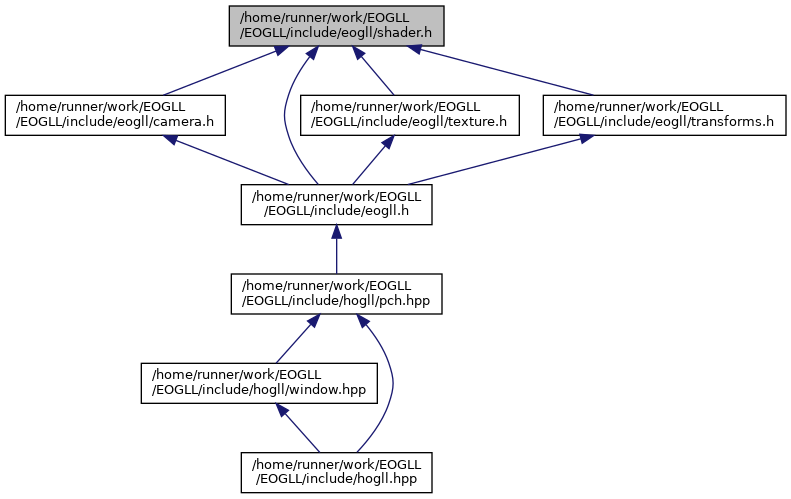 /home/runner/work/EOGLL
/EOGLL/include/eogll/shader.h
/home/runner/work/EOGLL
/EOGLL/include/eogll/camera.h
/home/runner/work/EOGLL
/EOGLL/include/eogll/texture.h
/home/runner/work/EOGLL
/EOGLL/include/eogll/transforms.h
/home/runner/work/EOGLL
/EOGLL/include/eogll.h
/home/runner/work/EOGLL
/EOGLL/include/hogll/pch.hpp
/home/runner/work/EOGLL
/EOGLL/include/hogll/window.hpp
/home/runner/work/EOGLL
/EOGLL/include/hogll.hpp